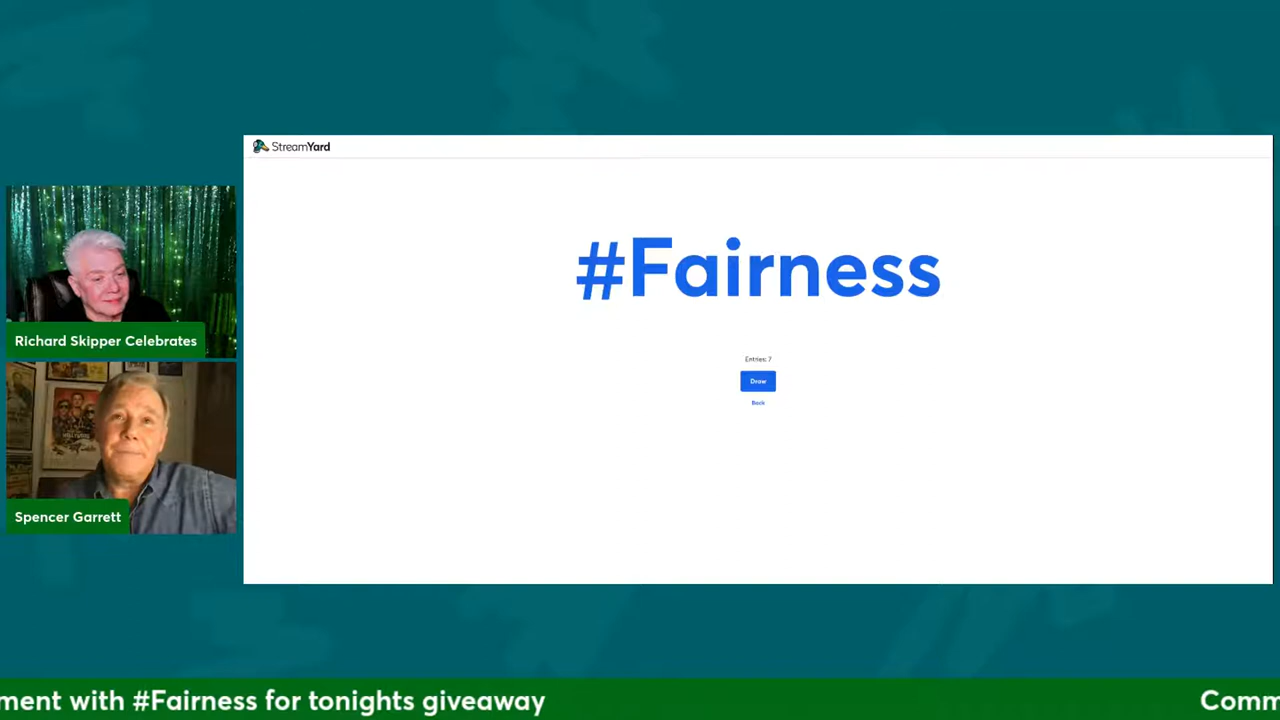 StreamYard
#Fairness
Entries: 7
Draw
Back
Richard Skipper Celebrates
Spencer Garrett
ment with #Fairness for tonights giveaway
Comm